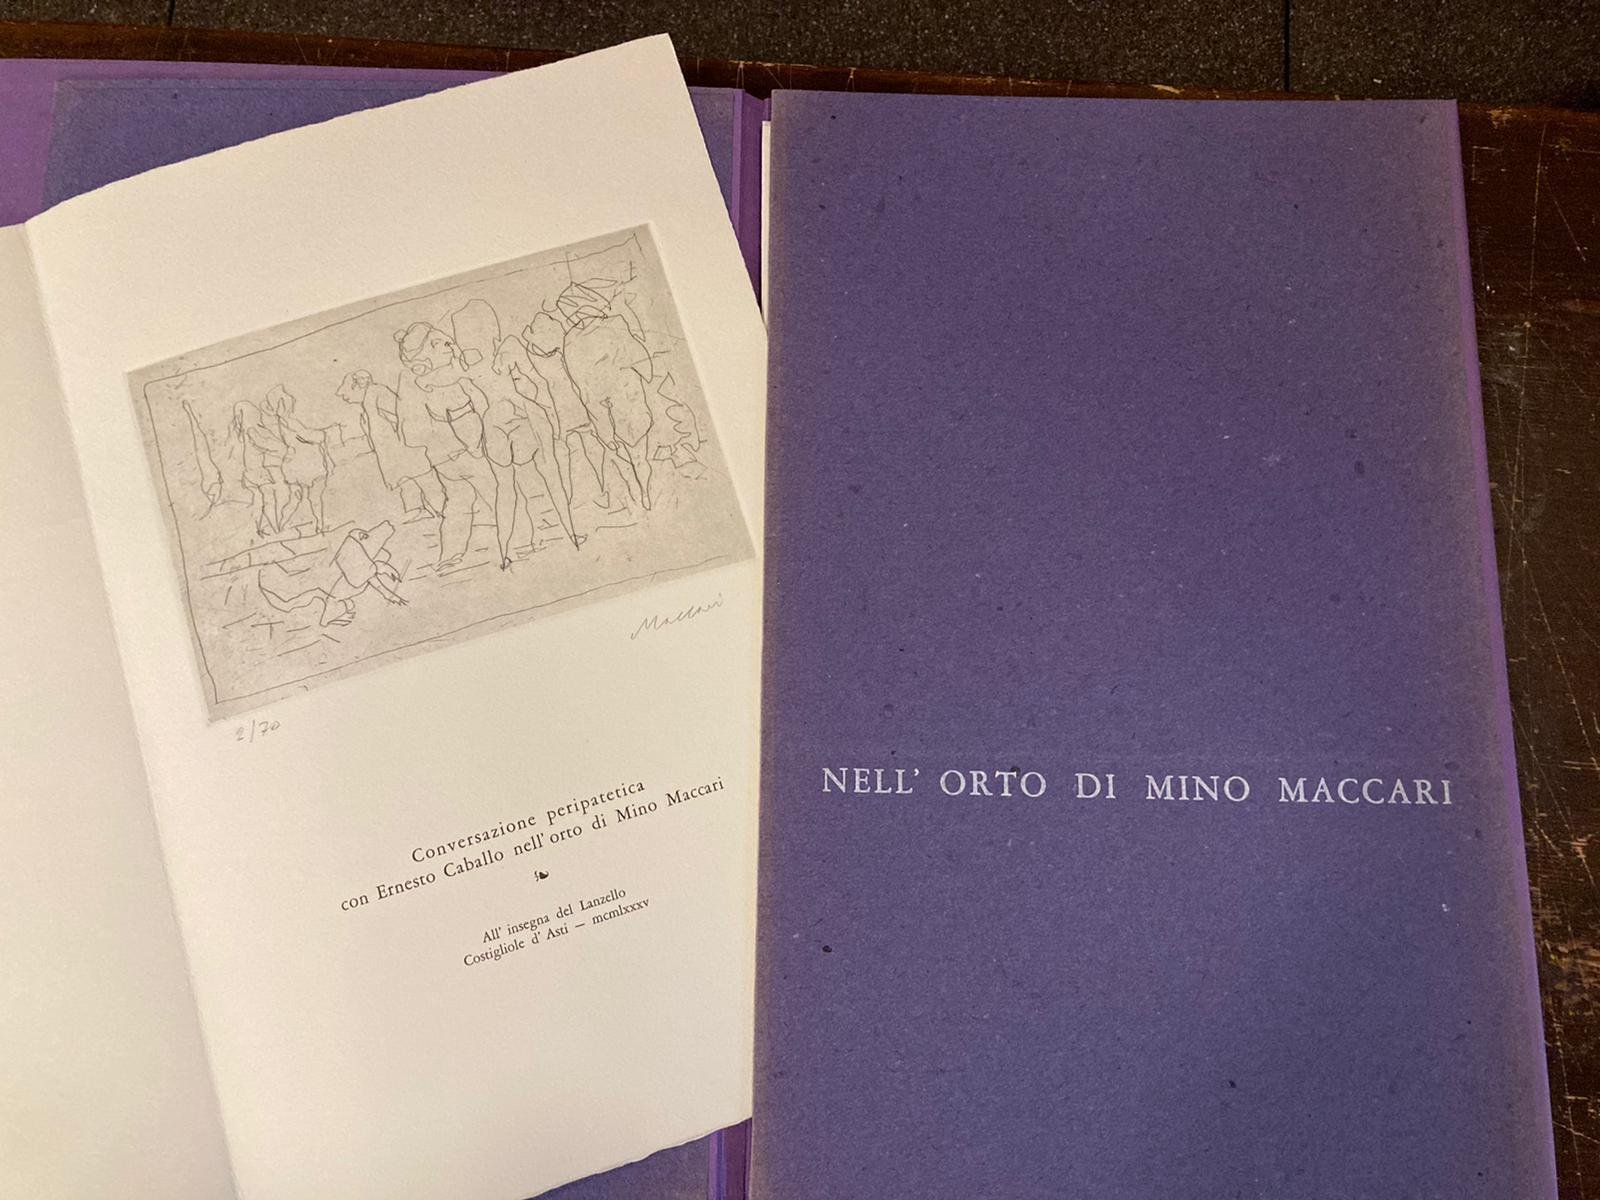 Maccari
2/70
Conversazione peripatetica
con Ernesto Caballo nell' orto di Mino Maccari
All' insegna del Lanzello
Costigliole d' Asti — mcmlxxxv
NELL' ORTO DI MINO MACCARI